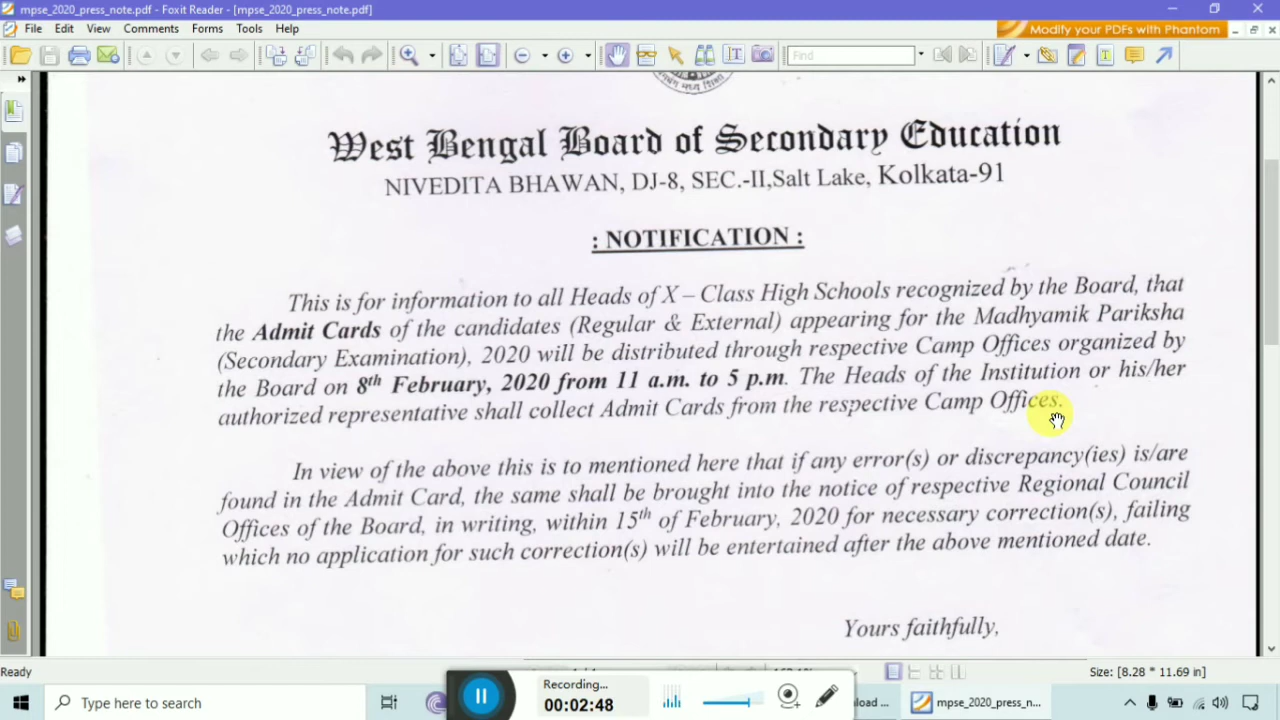 mpse_2020_press_note.pdf - Foxit Reader - [mpse_2020_press_note.pdf]
File Edit View Comments Forms Tools Help
Modify your PDFs with Phantom
Find
West Bengal Board of Secondary Education
NIVEDITA BHAWAN, DJ-8, SEC.-II,Salt Lake, Kolkata-91
: NOTIFICATION :
This is for information to all Heads of X – Class High Schools recognized by the Board, that
the Admit Cards of the candidates (Regular & External) appearing for the Madhyamik Pariksha
(Secondary Examination), 2020 will be distributed through respective Camp Offices organized by
the Board on 8th February, 2020 from 11 a.m. to 5 p.m. The Heads of the Institution or his/her
authorized representative shall collect Admit Cards from the respective Camp Offices.
In view of the above this is to mentioned here that if any error(s) or discrepancy(ies) is/are
found in the Admit Card, the same shall be brought into the notice of respective Regional Council
Offices of the Board, in writing, within 15th of February, 2020 for necessary correction(s), failing
which no application for such correction(s) will be entertained after the above mentioned date.
Yours faithfully,
Ready
Size: [8.28 * 11.69 in]
Type here to search
Recording...
00:02:48
load ...
mpse_2020_press_n...